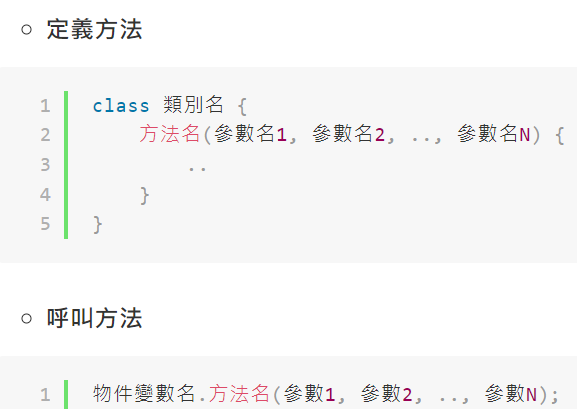 定義方法
1 class 類別名 {
2     方法名(參數名1, 參數名2, .., 參數名N) {
3         ..
4     }
5 }
呼叫方法
1 物件變數名.方法名(參數1, 參數2, .., 參數N);